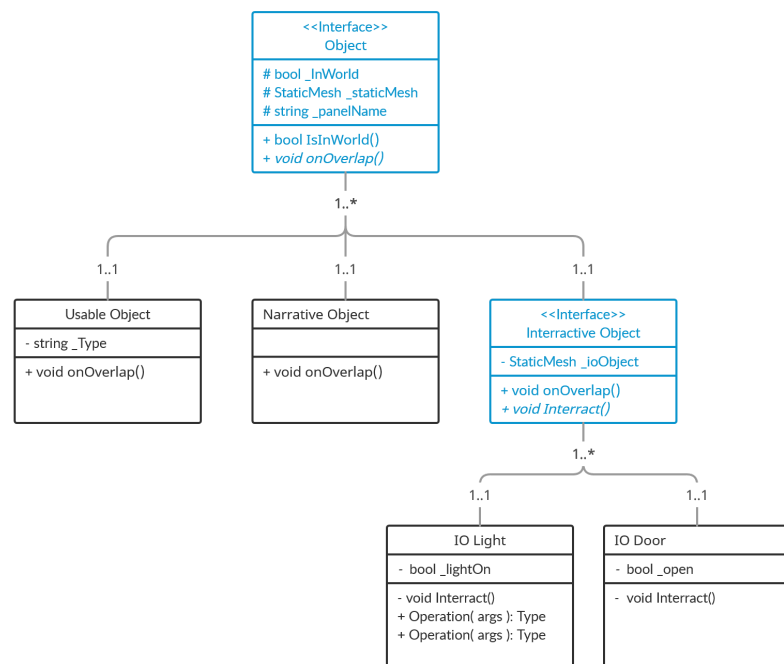 <<Interface>>
Object
# bool _InWorld
# StaticMesh _staticMesh
# string _panelName
+ bool IsInWorld()
+ void onOverlap()
1..*
1..1
1..1
1..1
Usable Object
- string _Type
+ void onOverlap()
Narrative Object
+ void onOverlap()
<<Interface>>
Interractive Object
- StaticMesh _ioObject
+ void onOverlap()
+ void Interract()
1..*
1..1
1..1
IO Light
- bool _lightOn
- void Interract()
+ Operation( args ): Type
+ Operation( args ): Type
IO Door
- bool _open
- void Interract()